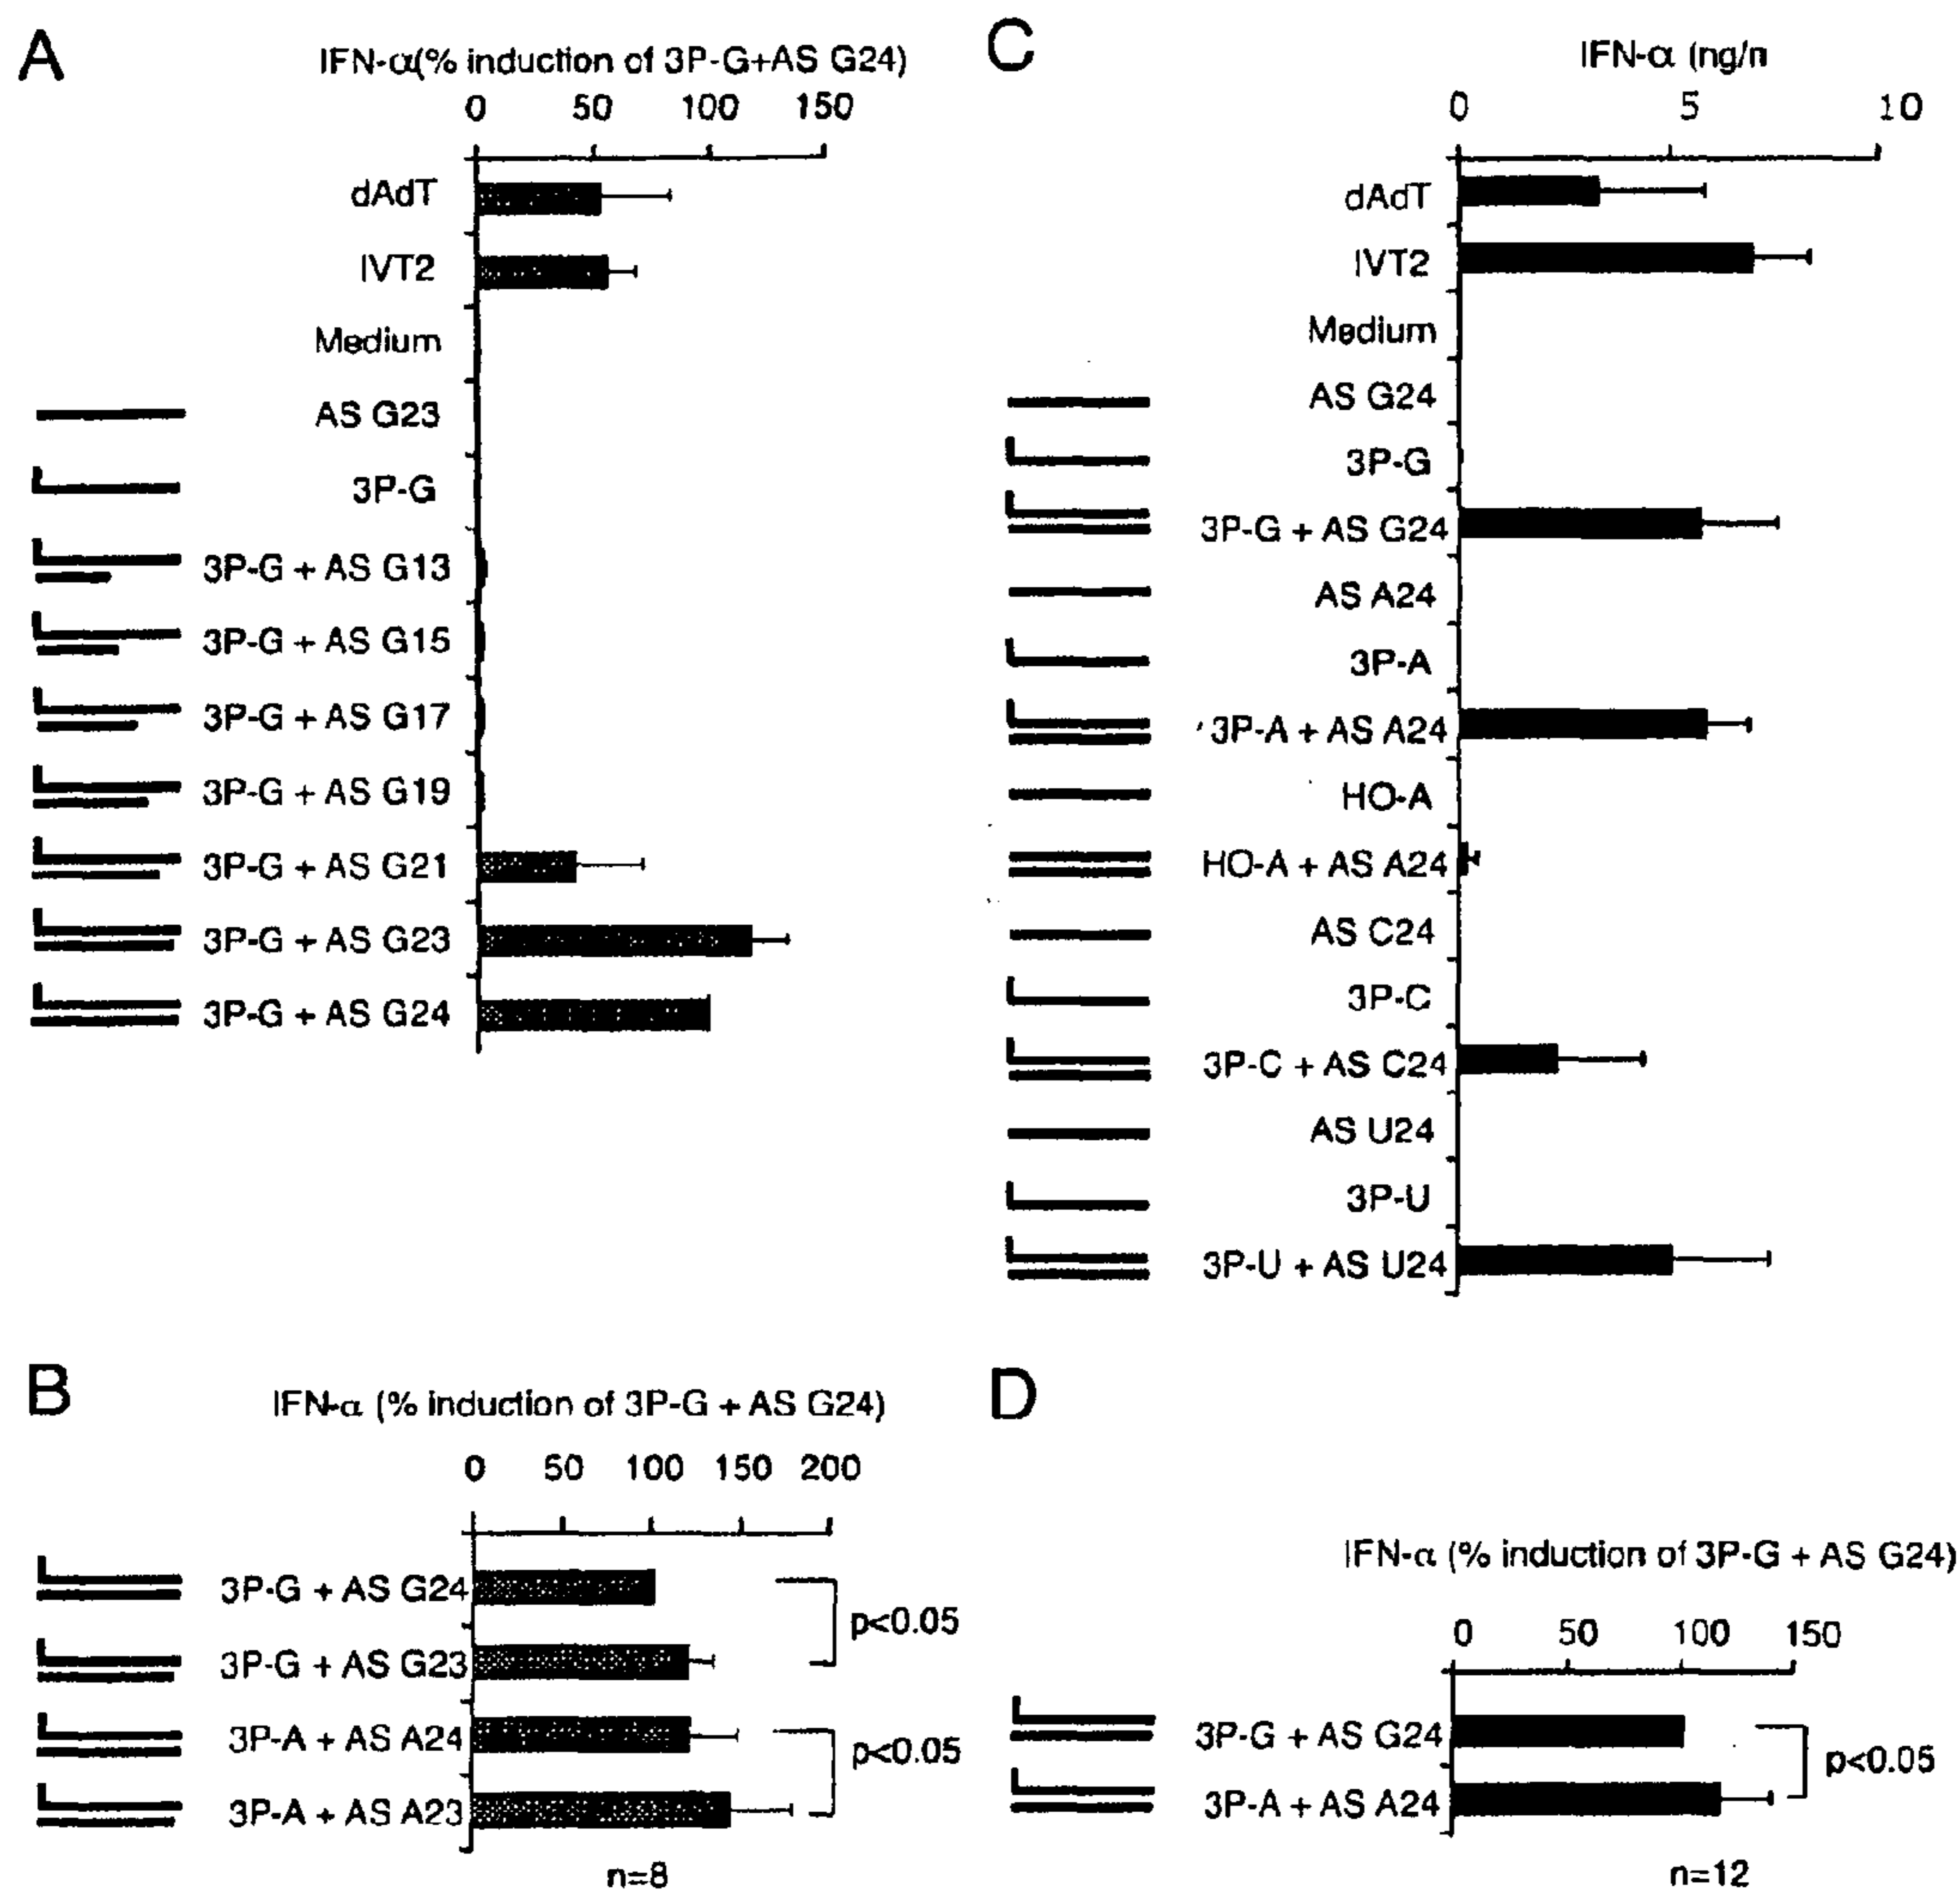 A
IFN-α(% induction of 3P-G+AS G24)
0 50 100 150
dAdT
IVT2
Medium
AS G23
3P-G
3P-G + AS G13
3P-G + AS G15
3P-G + AS G17
3P-G + AS G19
3P-G + AS G21
3P-G + AS G23
3P-G + AS G24
B
IFN-α (% induction of 3P-G + AS G24)
0 50 100 150 200
3P-G + AS G24
3P-G + AS G23
p<0.05
3P-A + AS A24
3P-A + AS A23
p<0.05
n=8
C
IFN-α (ng/n
0 5 10
dAdT
IVT2
Medium
AS G24
3P-G
3P-G + AS G24
AS A24
3P-A
3P-A + AS A24
HO-A
HO-A + AS A24
AS C24
3P-C
3P-C + AS C24
AS U24
3P-U
3P-U + AS U24
D
IFN-α (% induction of 3P-G + AS G24)
0 50 100 150
3P-G + AS G24
3P-A + AS A24
p<0.05
n=12